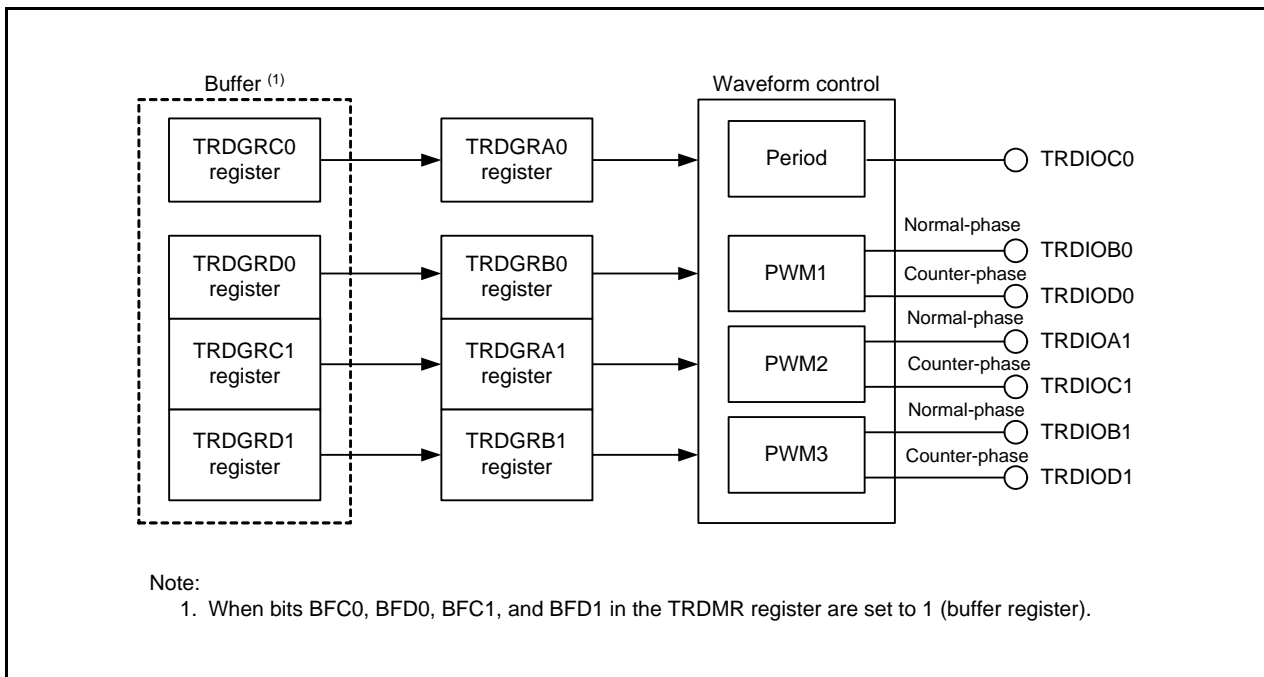 Buffer (1)
Waveform control
TRDGRC0
register
TRDGRA0
register
Period
TRDIOC0
TRDGRD0
register
TRDGRB0
register
PWM1
Normal-phase
TRDIOB0
Counter-phase
TRDIOD0
TRDGRC1
register
TRDGRA1
register
PWM2
Normal-phase
TRDIOA1
Counter-phase
TRDIOC1
TRDGRD1
register
TRDGRB1
register
PWM3
Normal-phase
TRDIOB1
Counter-phase
TRDIOD1
Note:
1. When bits BFC0, BFD0, BFC1, and BFD1 in the TRDMR register are set to 1 (buffer register).